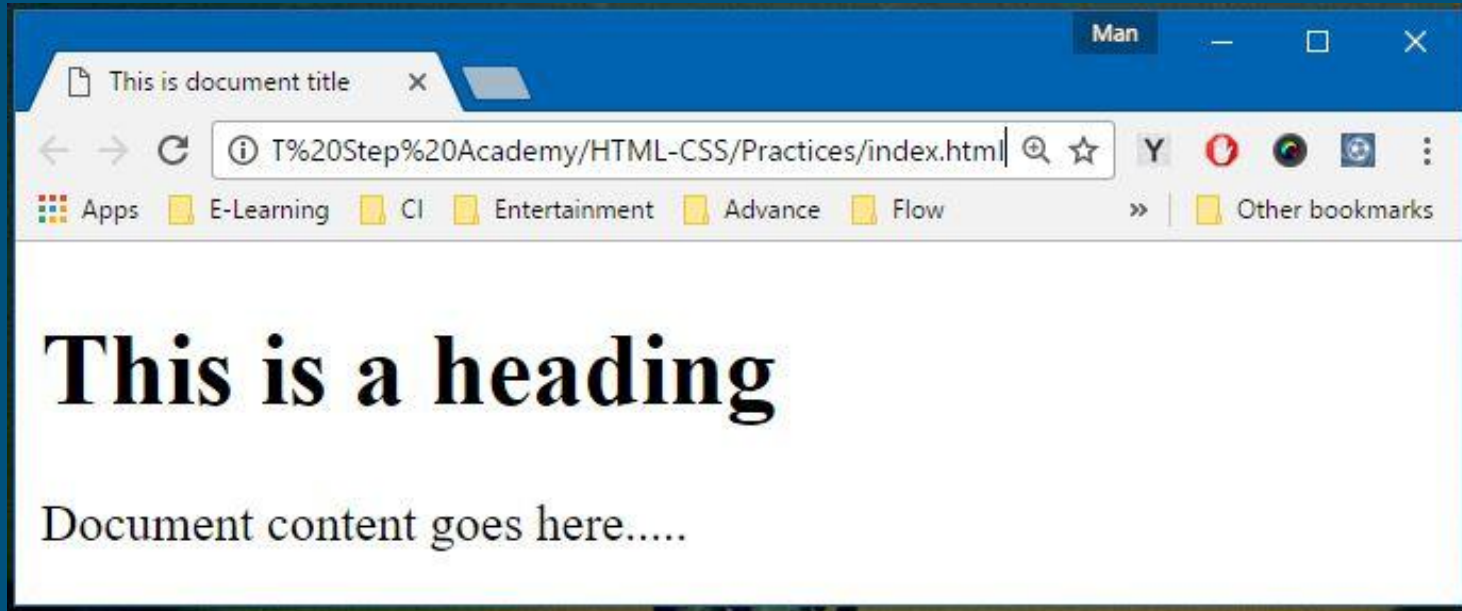 Man
This is document title
T%20Step%20Academy/HTML-CSS/Practices/index.html
Y
Apps E-Learning CI Entertainment Advance Flow » Other bookmarks
This is a heading
Document content goes here.....